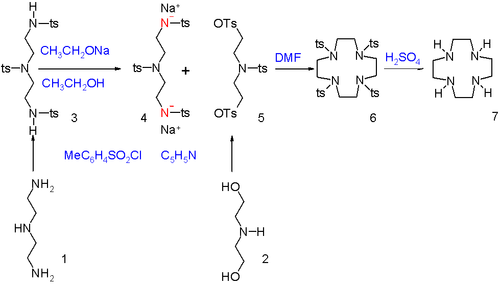 H
N-ts
Na⁺
N⁻-ts
OTs
ts-N
N
CH₃CH₂ONa
CH₃CH₂OH
ts
N
+
N-ts
DMF
ts ts
N N
N N
ts ts
H₂SO₄
H H
N N
N N
H H
N-ts
H
3
4
N⁻-ts
Na⁺
OTs
5
6
7
MeC₆H₄SO₂Cl
C₅H₅N
NH₂
HN
NH₂
1
HO
N-H
HO
2